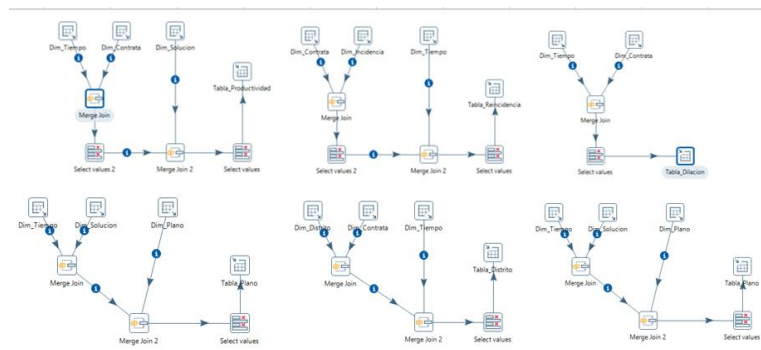 Dim_Tiempo Dim_Contrata Dim_Solucion
Tabla_Productividad
Merge Join
Select values 2 Merge Join 2 Select values
Dim_Contrata Dim_Incidencia Dim_Tiempo
Tabla_Reincidencia
Merge Join
Select values 2 Merge Join 2 Select values
Dim_Tiempo Dim_Contrata
Merge Join
Select values Tabla_Dilacion
Dim_Tiempo Dim_Solucion Dim_Plano
Merge Join Tabla_Plano
Merge Join 2 Select values
Dim_Distrito Dim_Contrata Dim_Tiempo
Tabla_Distrito
Merge Join
Merge Join 2 Select values
Dim_Tiempo Dim_Solucion Dim_Plano
Merge Join Tabla_Plano
Merge Join 2 Select values